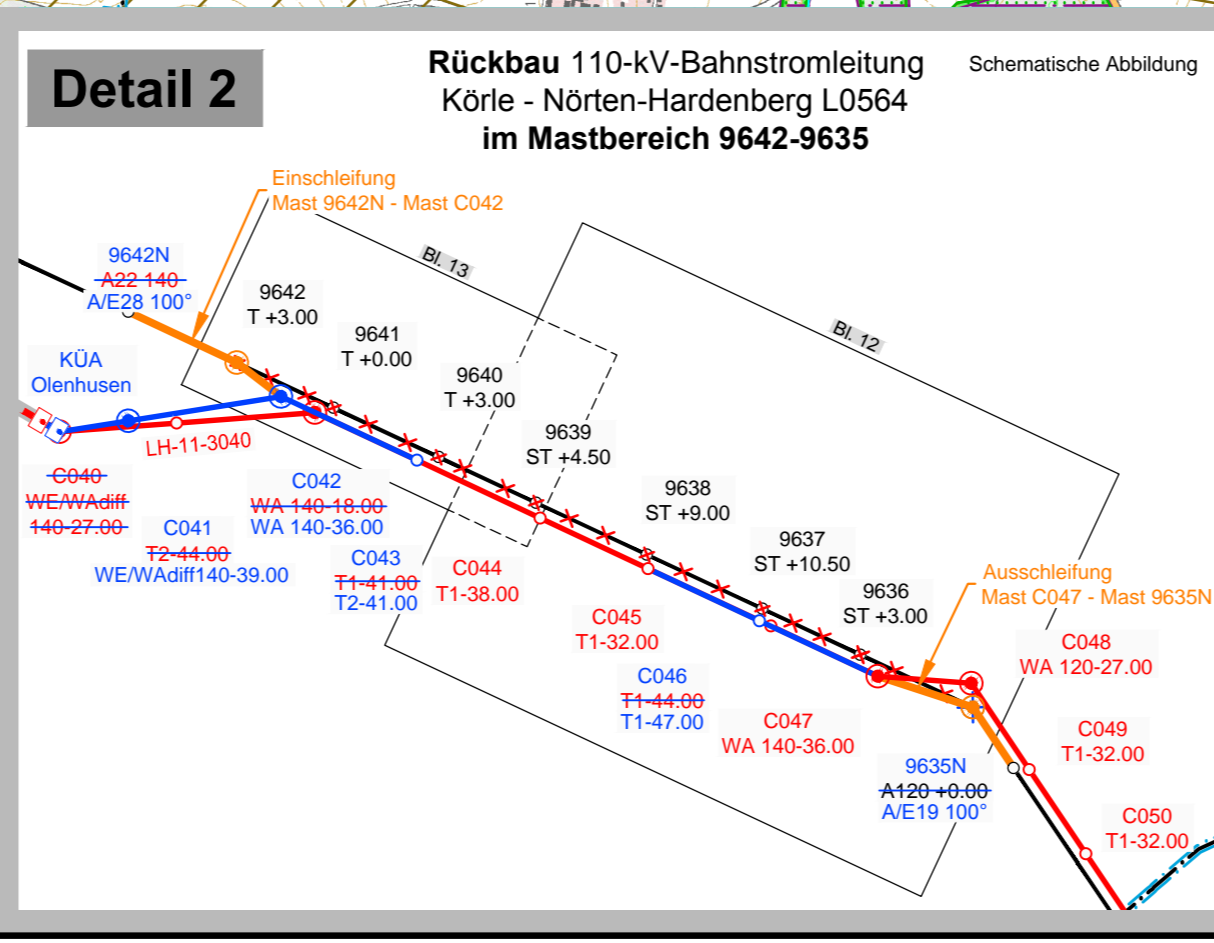 Detail 2
Rückbau 110-kV-Bahnstromleitung
Körle - Nörten-Hardenberg L0564
im Mastbereich 9642-9635
Schematische Abbildung
Einschleifung
Mast 9642N - Mast C042
Bl. 13
Bl. 12
9642N
A22 140
A/E28 100°
9642
T +3.00
9641
T +0.00
9640
T +3.00
9639
ST +4.50
9638
ST +9.00
9637
ST +10.50
9636
ST +3.00
KÜA
Olenhusen
LH-11-3040
C040
WE/WAdiff
140-27.00
C041
T2-44.00
WE/WAdiff140-39.00
C042
WA 140-18.00
WA 140-36.00
C043
T1-41.00
T2-41.00
C044
T1-38.00
C045
T1-32.00
C046
T1-44.00
T1-47.00
C047
WA 140-36.00
Ausschleifung
Mast C047 - Mast 9635N
C048
WA 120-27.00
9635N
A120 +0.00
A/E19 100°
C049
T1-32.00
C050
T1-32.00